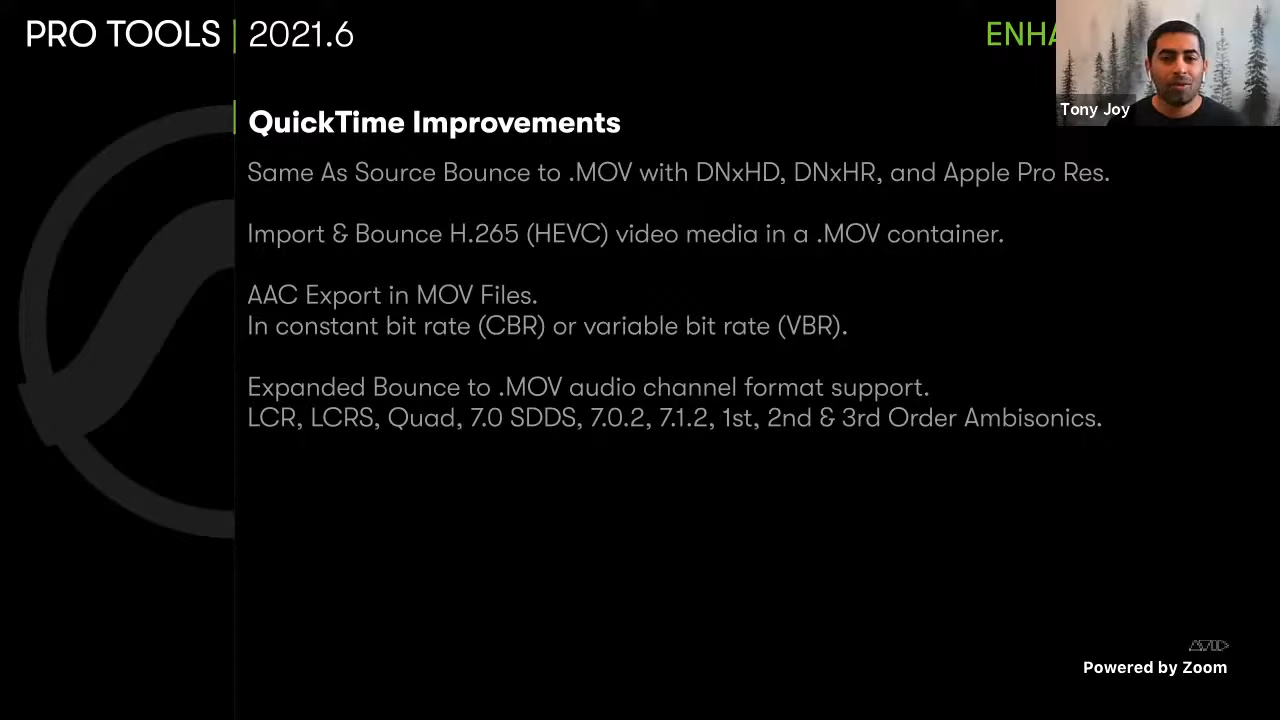 PRO TOOLS | 2021.6
Tony Joy
QuickTime Improvements
Same As Source Bounce to .MOV with DNxHD, DNxHR, and Apple Pro Res.
Import & Bounce H.265 (HEVC) video media in a .MOV container.
AAC Export in MOV Files.
In constant bit rate (CBR) or variable bit rate (VBR).
Expanded Bounce to .MOV audio channel format support.
LCR, LCRS, Quad, 7.0 SDDS, 7.0.2, 7.1.2, 1st, 2nd & 3rd Order Ambisonics.
AVID
Powered by Zoom